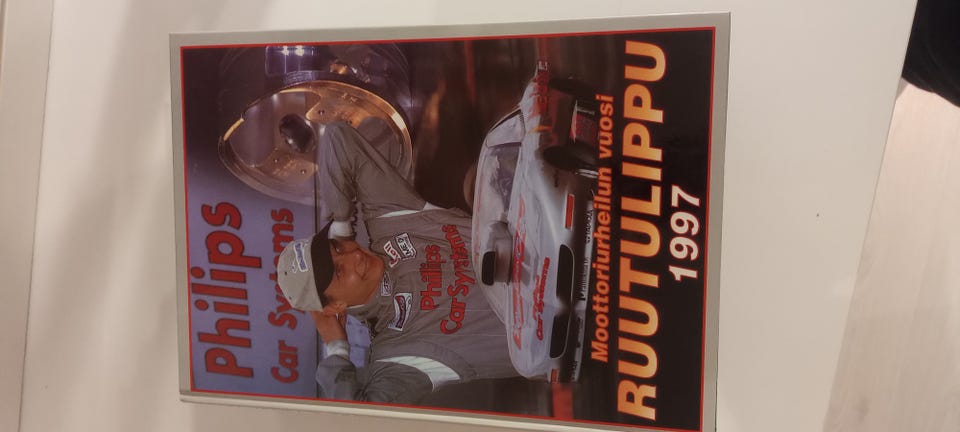 Philips
Car Systems
Philips
Car Systems
Moottoriurheilun vuosi
RUUTULIPPU
1997